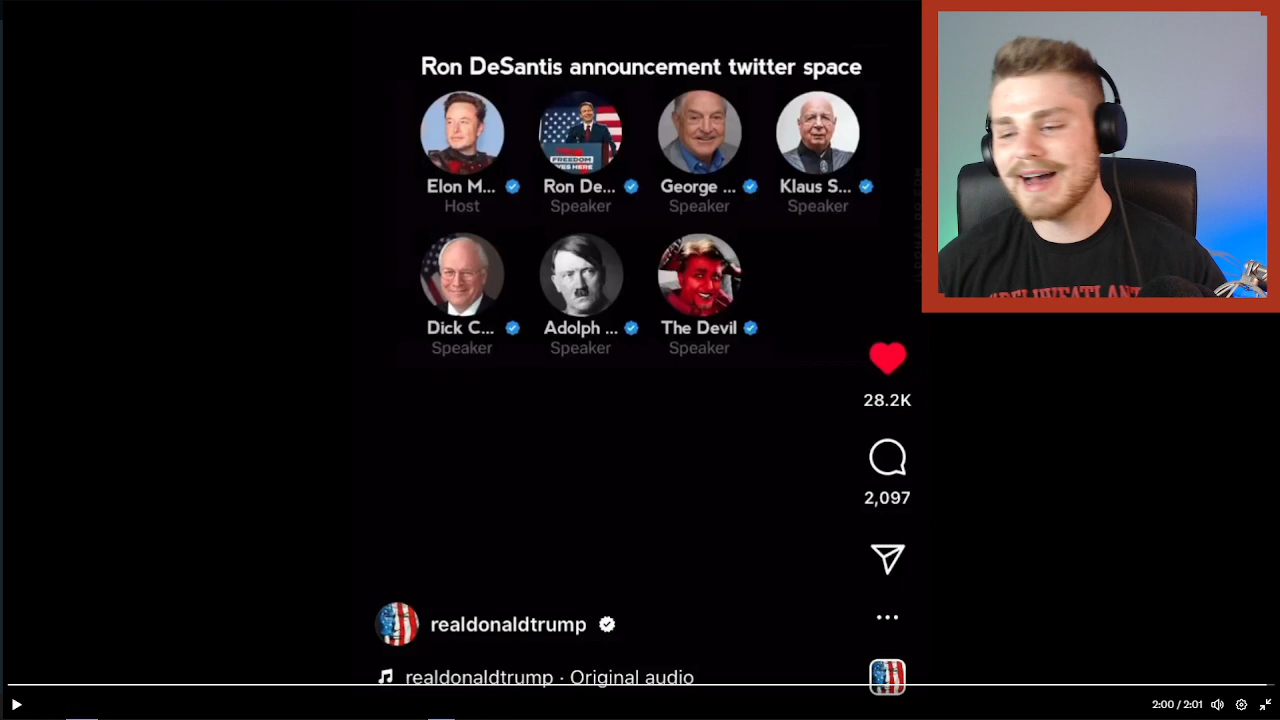 Ron DeSantis announcement twitter space
Elon M... Ron De... George ... Klaus S...
Host Speaker Speaker Speaker
Dick C... Adolph ... The Devil
Speaker Speaker Speaker
28.2K
2,097
realdonaldtrump
realdonaldtrump · Original audio
2:00 / 2:01